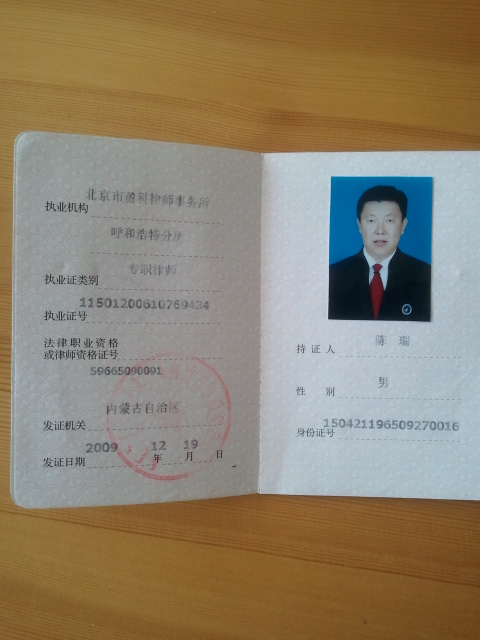 北京市盈科律师事务所
执业机构
呼和浩特分所
专职律师
执业证类别
11501200610769434
执业证号
法律职业资格
或律师资格证号
S9665090091
内蒙古自治区
发证机关
2009 12 19
发证日期 年 月 日
陈 瑞
持证人
男
性 别
150421196509270016
身份证号